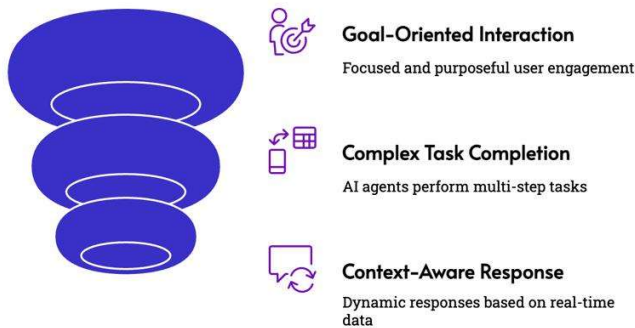 Goal-Oriented Interaction
Focused and purposeful user engagement
Complex Task Completion
AI agents perform multi-step tasks
Context-Aware Response
Dynamic responses based on real-time
data